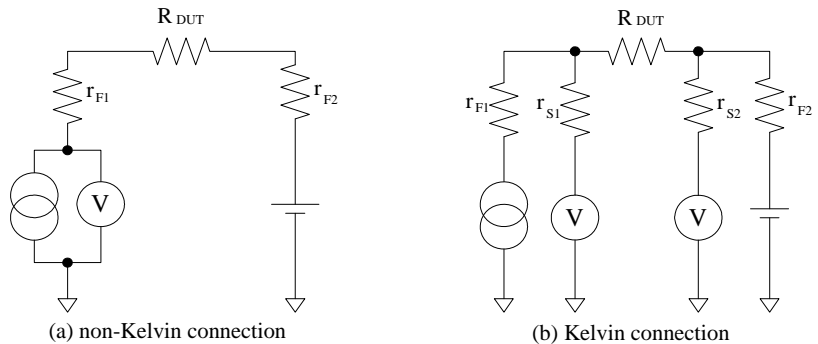 R DUT
r F1
r F2
V
(a) non-Kelvin connection
R DUT
r F1
r S1
r S2
r F2
V
V
(b) Kelvin connection